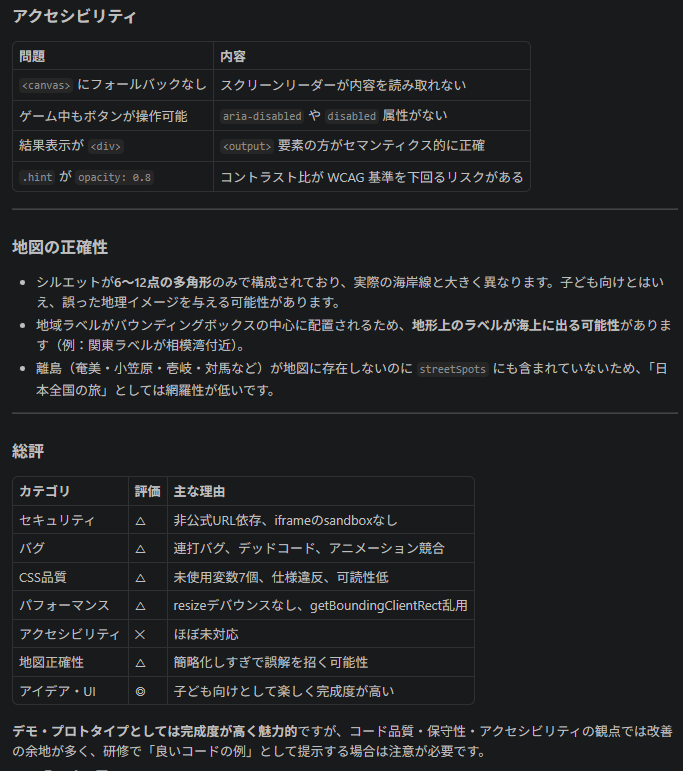 アクセシビリティ
問題 内容
<canvas> にフォールバックなし スクリーンリーダーが内容を読み取れない
ゲーム中もボタンが操作可能 aria-disabled や disabled 属性がない
結果表示が <div> <output> 要素の方がセマンティクス的に正確
.hint が opacity: 0.8 コントラスト比が WCAG 基準を下回るリスクがある
地図の正確性
シルエットが6〜12点の多角形のみで構成されており、実際の海岸線と大きく異なります。子ども向けとはい
え、誤った地理イメージを与える可能性があります。
地域ラベルがバウンディングボックスの中心に配置されるため、地形上のラベルが海上に出る可能性がありま
す（例：関東ラベルが相模湾付近）。
離島（奄美・小笠原・壱岐・対馬など）が地図に存在しないのに streetSpots にも含まれていないため、「日
本全国の旅」としては網羅性が低いです。
総評
カテゴリ 評価 主な理由
セキュリティ △ 非公式URL依存、iframeのsandboxなし
バグ △ 連打バグ、デッドコード、アニメーション競合
CSS品質 △ 未使用変数7個、仕様違反、可読性低
パフォーマンス △ resizeデバウンスなし、getBoundingClientRect乱用
アクセシビリティ ✕ ほぼ未対応
地図正確性 △ 簡略化しすぎで誤解を招く可能性
アイデア・UI ◎ 子ども向けとして楽しく完成度が高い
デモ・プロトタイプとしては完成度が高く魅力的ですが、コード品質・保守性・アクセシビリティの観点では改善
の余地が多く、研修で「良いコードの例」として提示する場合は注意が必要です。